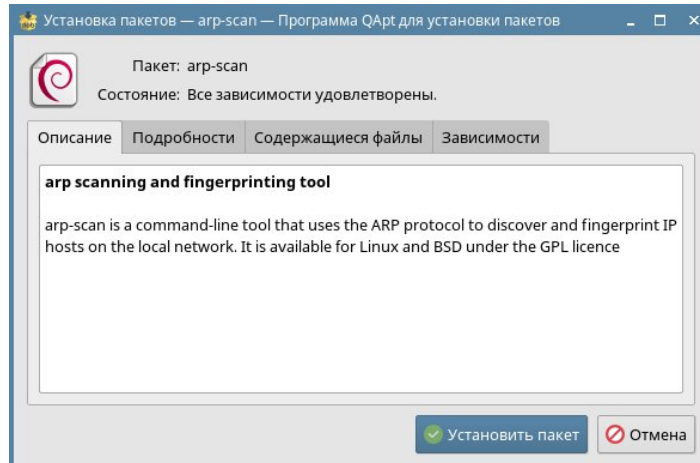 Установка пакетов — arp-scan — Программа QApt для установки пакетов
Пакет: arp-scan
Состояние: Все зависимости удовлетворены.
Описание Подробности Содержащиеся файлы Зависимости
arp scanning and fingerprinting tool
arp-scan is a command-line tool that uses the ARP protocol to discover and fingerprint IP
hosts on the local network. It is available for Linux and BSD under the GPL licence
Установить пакет Отмена